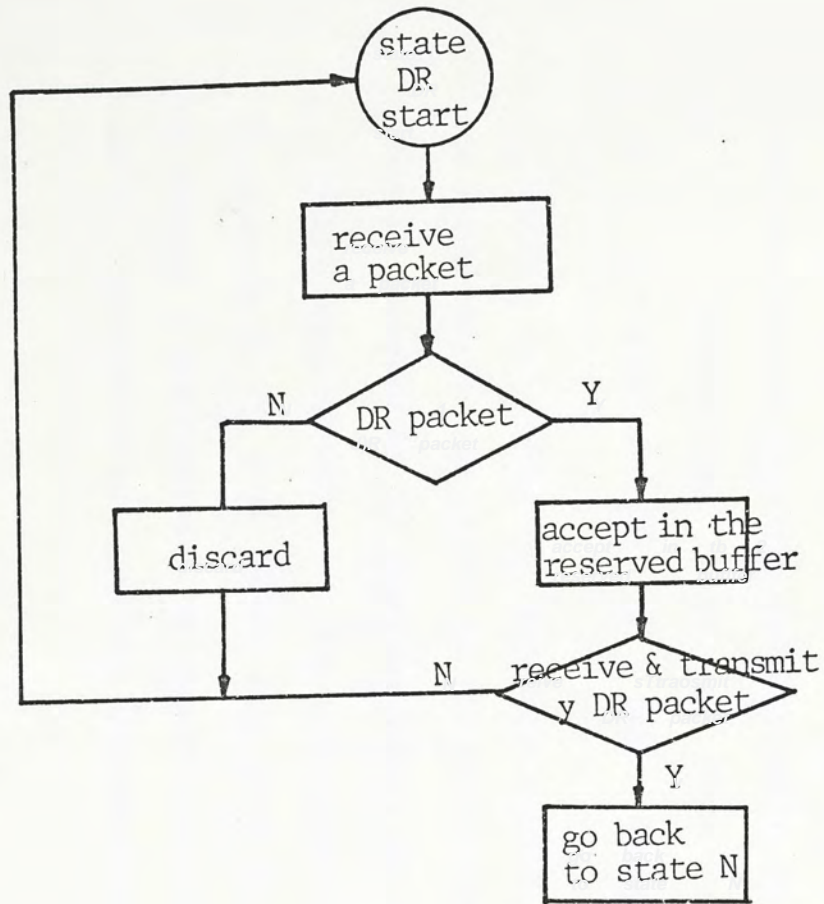 state
DR
start
receive
a packet
N
DR packet
Y
discard
accept in the
reserved buffer
N
receive & transmit
y DR packet
Y
go back
to state N